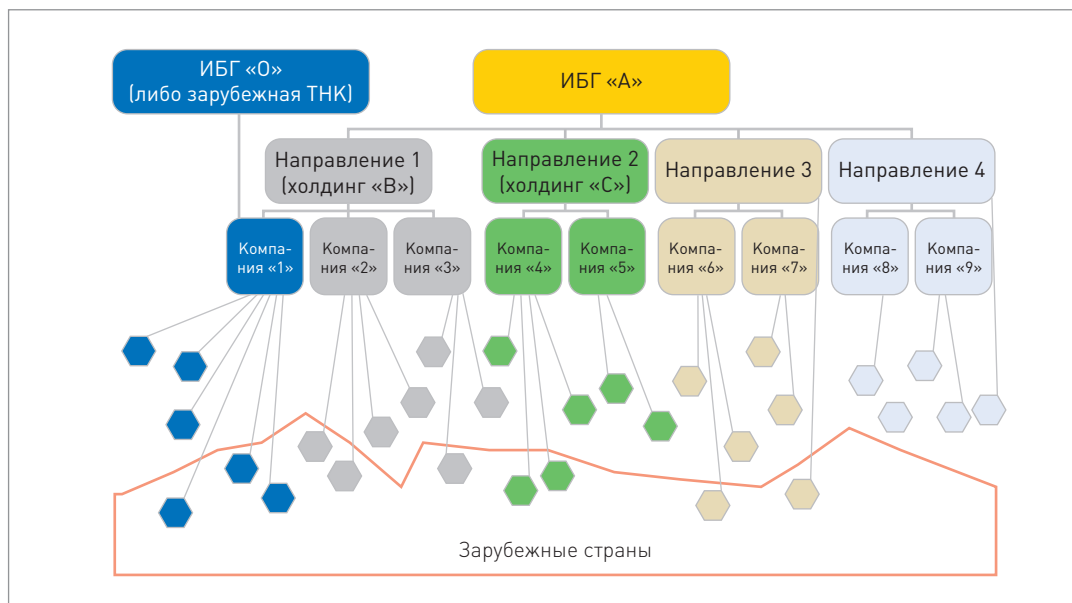 ИБГ «О»
(либо зарубежная ТНК)
ИБГ «А»
Направление 1
(холдинг «В»)
Направление 2
(холдинг «С»)
Направление 3
Направление 4
Компа-
ния «1»
Компа-
ния «2»
Компа-
ния «3»
Компа-
ния «4»
Компа-
ния «5»
Компа-
ния «6»
Компа-
ния «7»
Компа-
ния «8»
Компа-
ния «9»
Зарубежные страны